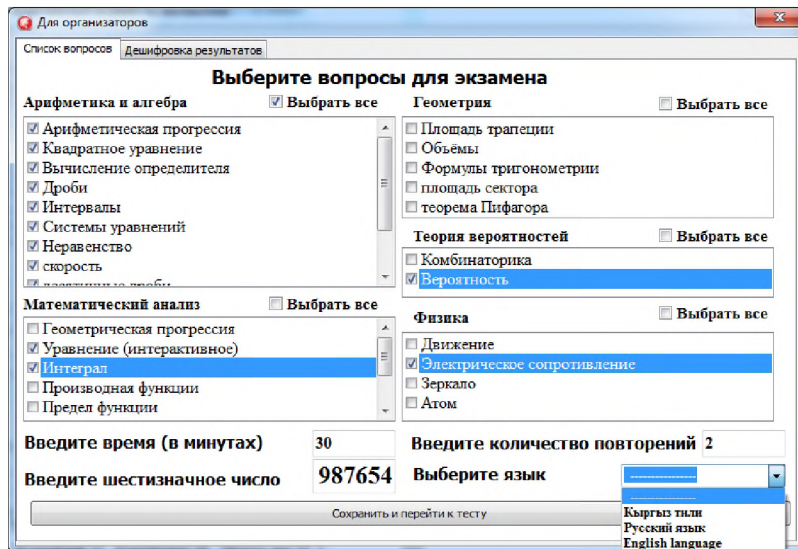 Для организаторов
Список вопросов
Дешифровка результатов
Выберите вопросы для экзамена
Арифметика и алгебра
Выбрать все
Арифметическая прогрессия
Квадратное уравнение
Вычисление определителя
Дроби
Интервалы
Системы уравнений
Неравенство
скорость
десятичные дроби
Геометрия
Выбрать все
Площадь трапеции
Объёмы
Формулы тригонометрии
площадь сектора
теорема Пифагора
Теория вероятностей
Выбрать все
Комбинаторика
Вероятность
Математический анализ
Выбрать все
Геометрическая прогрессия
Уравнение (интерактивное)
Интеграл
Производная функции
Предел функции
Физика
Выбрать все
Движение
Электрическое сопротивление
Зеркало
Атом
Введите время (в минутах)
30
Введите количество повторений
2
Введите шестизначное число
987654
Выберите язык
----------------
----------------
Кыргыз тили
Русский язык
English language
Сохранить и перейти к тесту